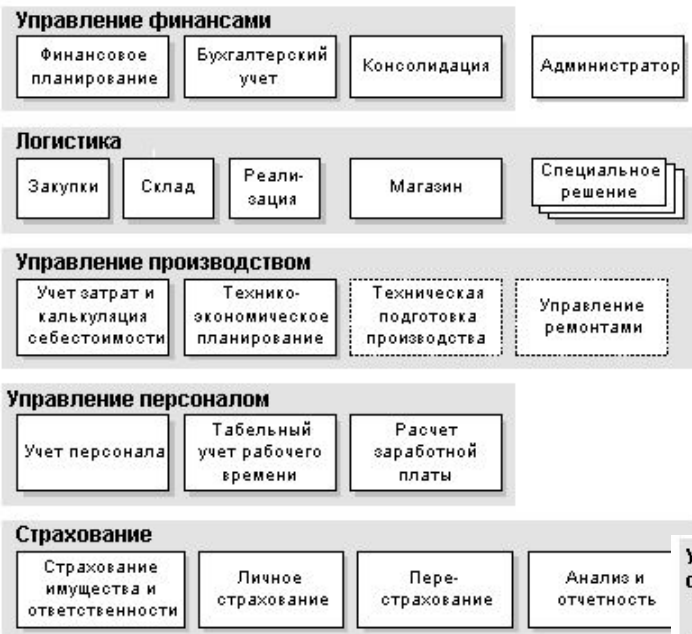 Управление финансами
Финансовое
планирование
Бухгалтерский
учет
Консолидация
Администратор
Логистика
Закупки
Склад
Реали-
зация
Магазин
Специальное
решение
Управление производством
Учет затрат и
калькуляция
себестоимости
Технико-
экономическое
планирование
Техническая
подготовка
производства
Управление
ремонтами
Управление персоналом
Учет персонала
Табельный
учет рабочего
времени
Расчет
заработной
платы
Страхование
Страхование
имущества и
ответственности
Личное
страхование
Пере-
страхование
Анализ и
отчетность